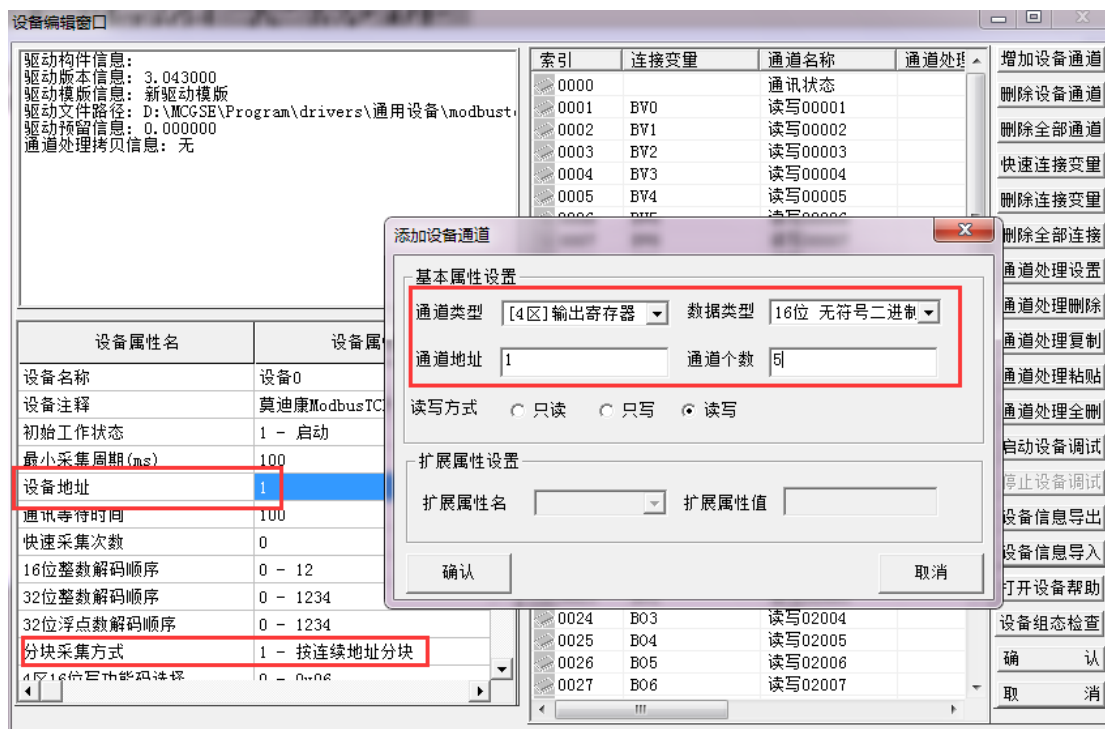 设备编辑窗口
驱动构件信息:
驱动版本信息: 3.043000
驱动模版信息: 新驱动模版
驱动文件路径: D:\MCGSE\Program\drivers\通用设备\modbust
驱动预留信息: 0.000000
通道处理拷贝信息: 无
索引 连接变量 通道名称 通道处理
0000 通讯状态
0001 BV0 读写00001
0002 BV1 读写00002
0003 BV2 读写00003
0004 BV3 读写00004
0005 BV4 读写00005
增加设备通道
删除设备通道
删除全部通道
快速连接变量
删除连接变量
删除全部连接
通道处理设置
通道处理删除
通道处理复制
通道处理粘贴
通道处理全删
启动设备调试
停止设备调试
设备信息导出
设备信息导入
打开设备帮助
设备组态检查
确 认
取 消
添加设备通道
基本属性设置
通道类型 [4区]输出寄存器 数据类型 16位 无符号二进制
通道地址 1 通道个数 5
读写方式 只读 只写 读写
扩展属性设置
扩展属性名 扩展属性值
确认 取消
设备属性名 设备属
设备名称 设备0
设备注释 莫迪康ModbusTC
初始工作状态 1 - 启动
最小采集周期(ms) 100
设备地址 1
通讯等待时间 100
快速采集次数 0
16位整数解码顺序 0 - 12
32位整数解码顺序 0 - 1234
32位浮点数解码顺序 0 - 1234
分块采集方式 1 - 按连续地址分块
4区16位写功能码选择 0 - 0x06
0024 BO3 读写02004
0025 BO4 读写02005
0026 BO5 读写02006
0027 BO6 读写02007